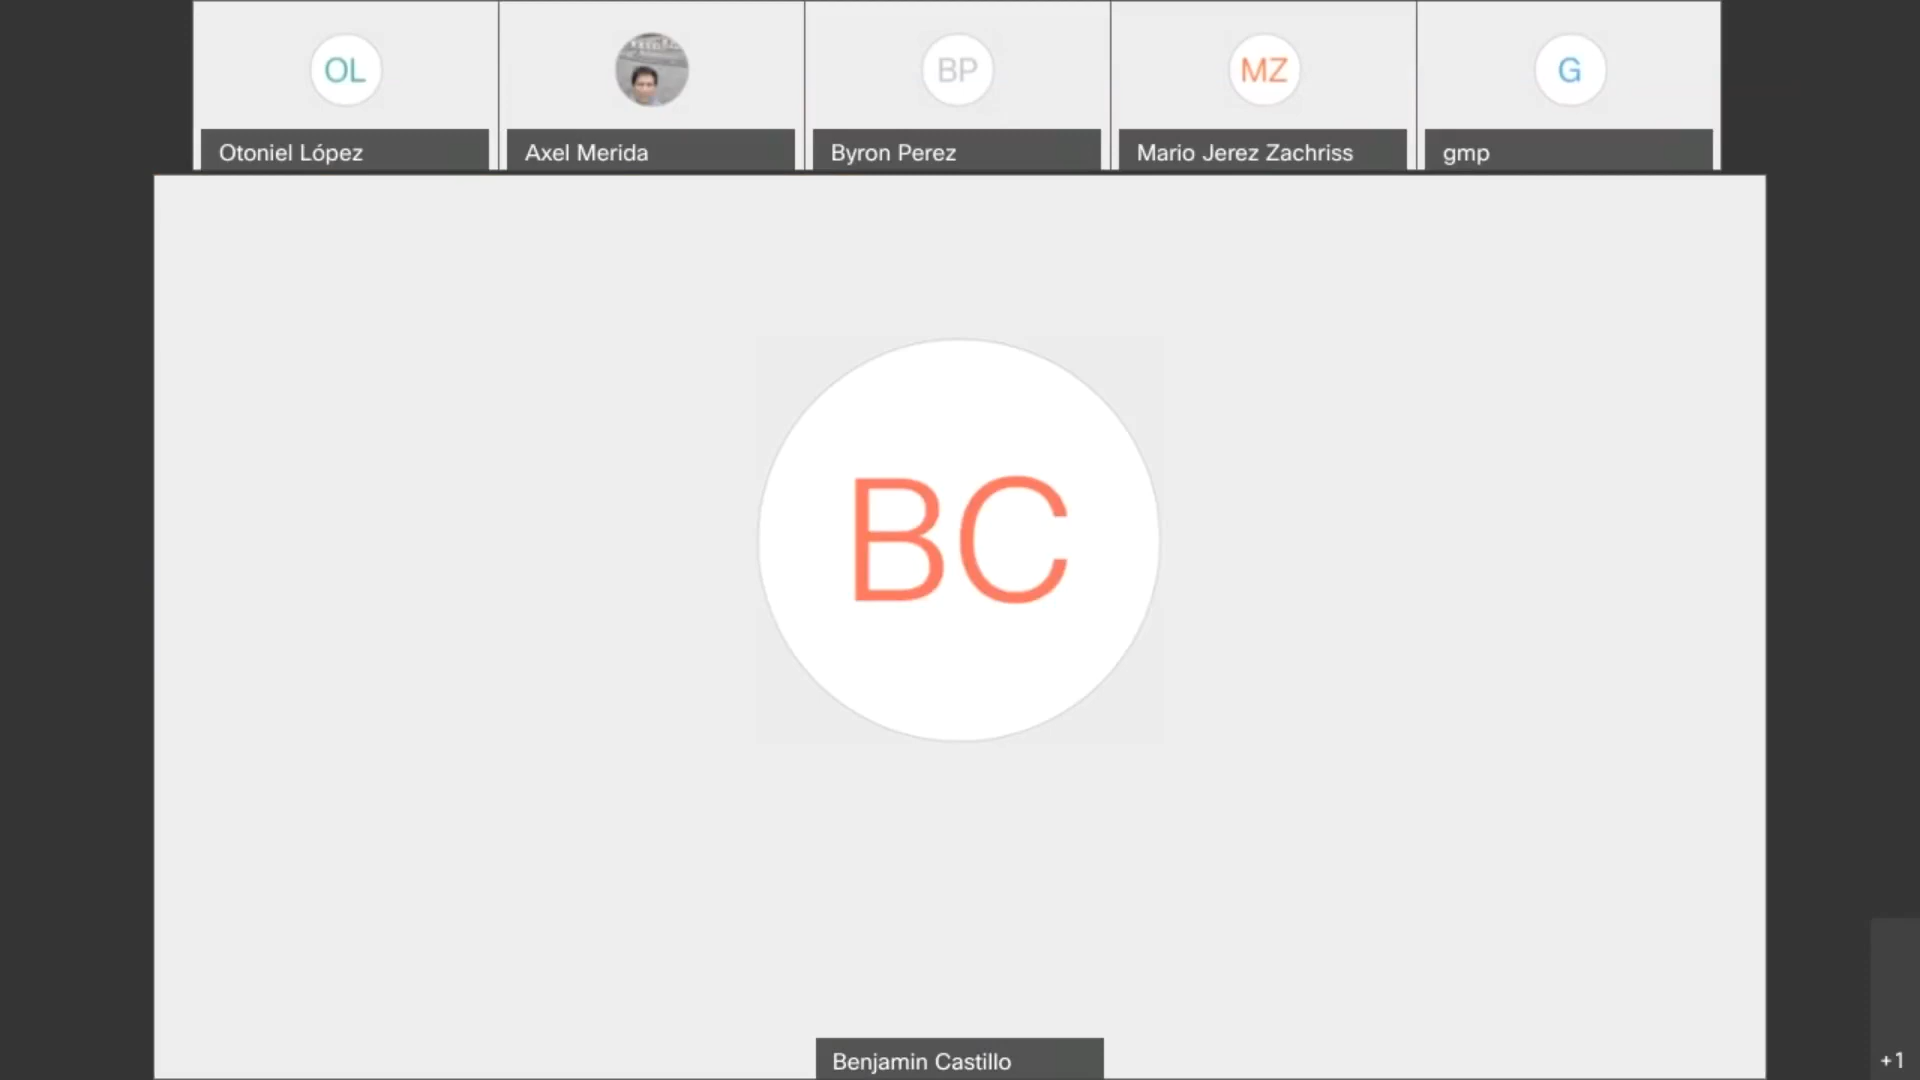 OL
BP
MZ
G
Otoniel López
Axel Merida
Byron Perez
Mario Jerez Zachriss
gmp
BC
Benjamin Castillo
+1